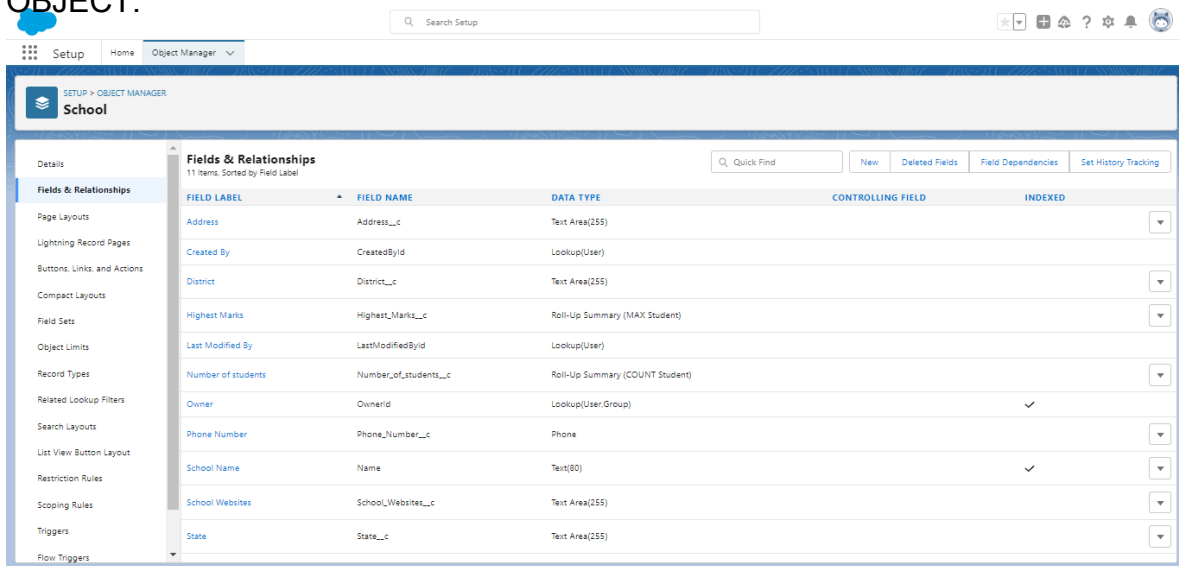 OBJECT:
Search Setup
Setup Home Object Manager
SETUP > OBJECT MANAGER
School
Details
Fields & Relationships
Page Layouts
Lightning Record Pages
Buttons, Links, and Actions
Compact Layouts
Field Sets
Object Limits
Record Types
Related Lookup Filters
Search Layouts
List View Button Layout
Restriction Rules
Scoping Rules
Triggers
Flow Triggers
Fields & Relationships
11 Items, Sorted by Field Label
Quick Find New Deleted Fields Field Dependencies Set History Tracking
FIELD LABEL FIELD NAME DATA TYPE CONTROLLING FIELD INDEXED
Address Address__c Text Area(255)
Created By CreatedById Lookup(User)
District District__c Text Area(255)
Highest Marks Highest_Marks__c Roll-Up Summary (MAX Student)
Last Modified By LastModifiedById Lookup(User)
Number of students Number_of_students__c Roll-Up Summary (COUNT Student)
Owner OwnerId Lookup(User,Group)
Phone Number Phone_Number__c Phone
School Name Name Text(80)
School Websites School_Websites__c Text Area(255)
State State__c Text Area(255)